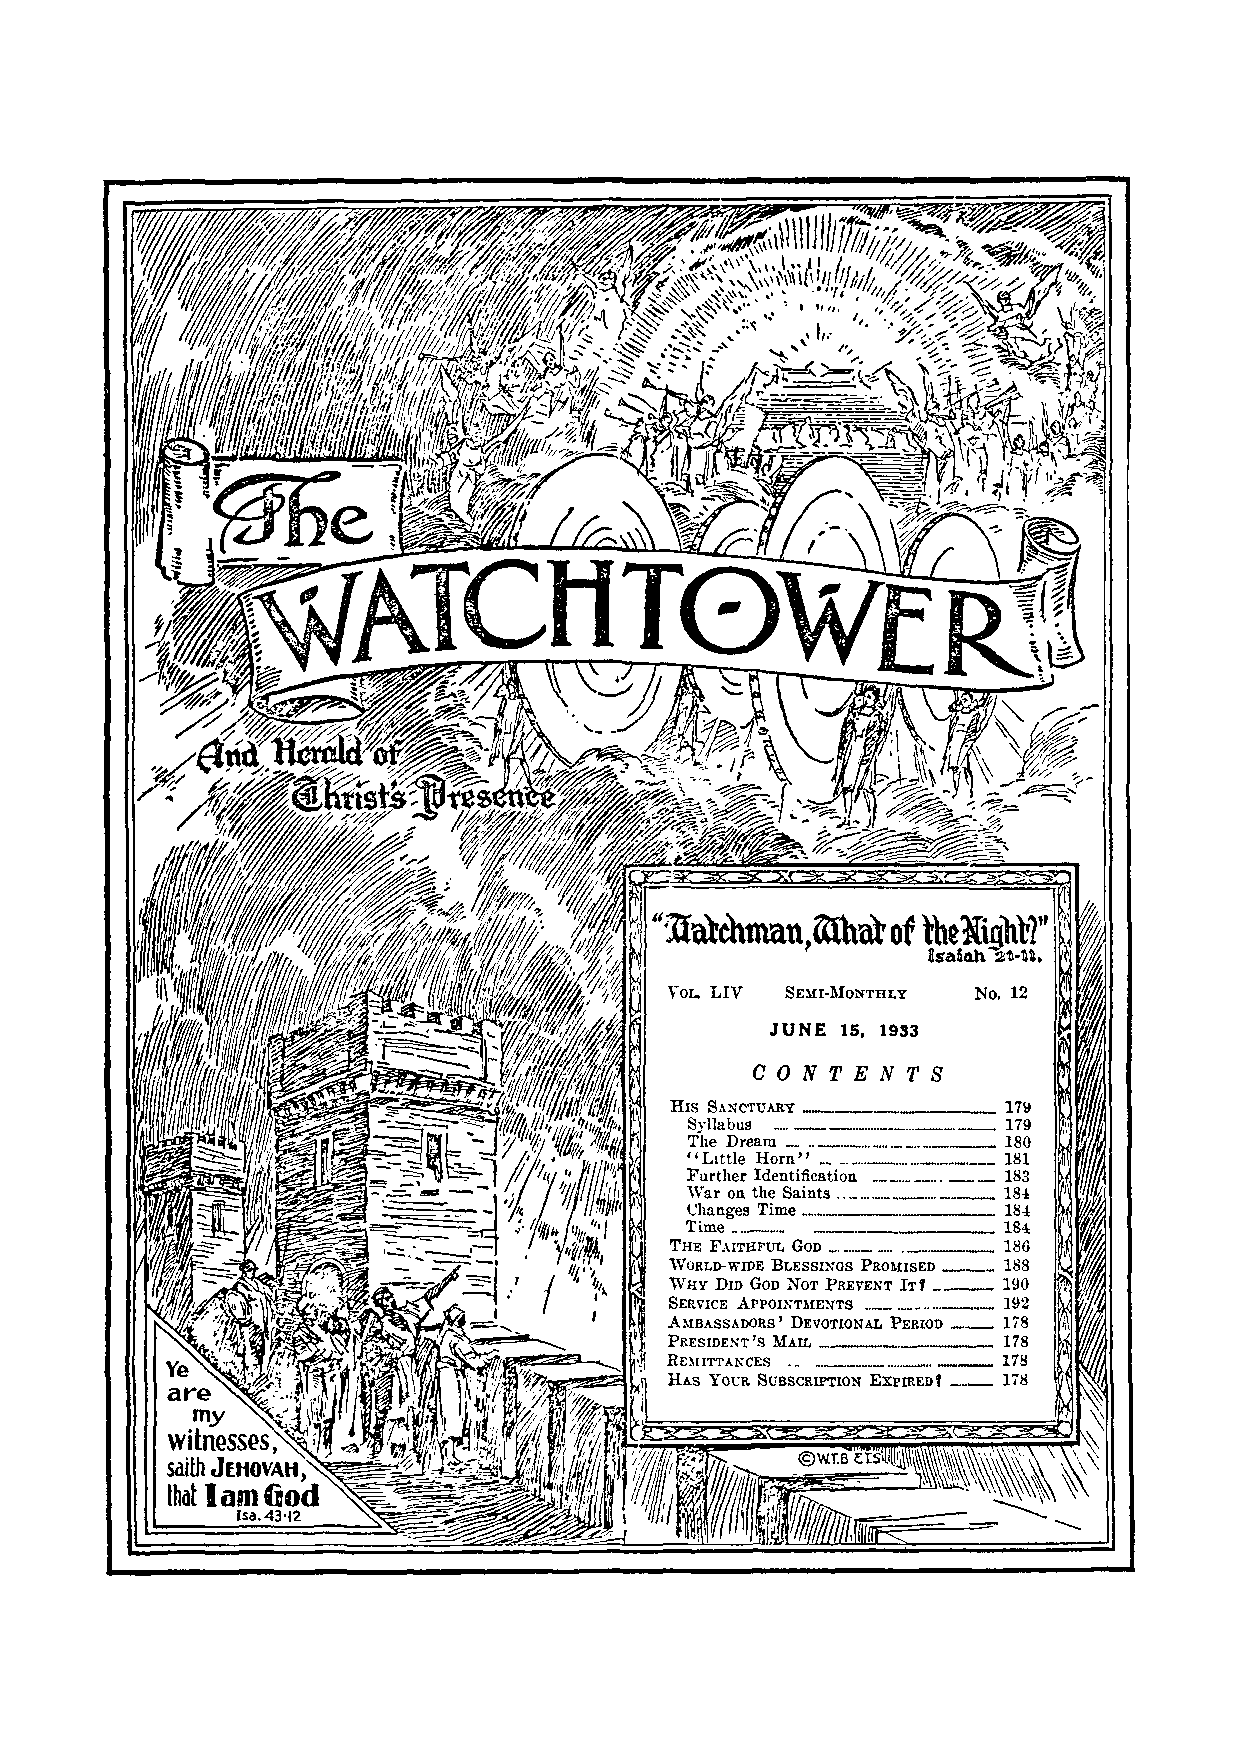 The
WATCHTOWER
And Herald of
Christ's Presence
"Watchman, What of the Night?"
Isaiah 21-11.
VOL. LIV SEMI-MONTHLY No. 12
JUNE 15, 1933
CONTENTS
HIS SANCTUARY 179
Syllabus 179
The Dream 180
"Little Horn" 181
Further Identification 183
War on the Saints 184
Changes Time 184
Time 184
THE FAITHFUL GOD 186
WORLD-WIDE BLESSINGS PROMISED 188
WHY DID GOD NOT PREVENT IT? 190
SERVICE APPOINTMENTS 192
AMBASSADORS' DEVOTIONAL PERIOD 178
PRESIDENT'S MAIL 178
REMITTANCES 178
HAS YOUR SUBSCRIPTION EXPIRED? 178
Ye
are
my
witnesses,
saith JEHOVAH,
that I am God
Isa. 43-12
©W.T.B. & T.S.